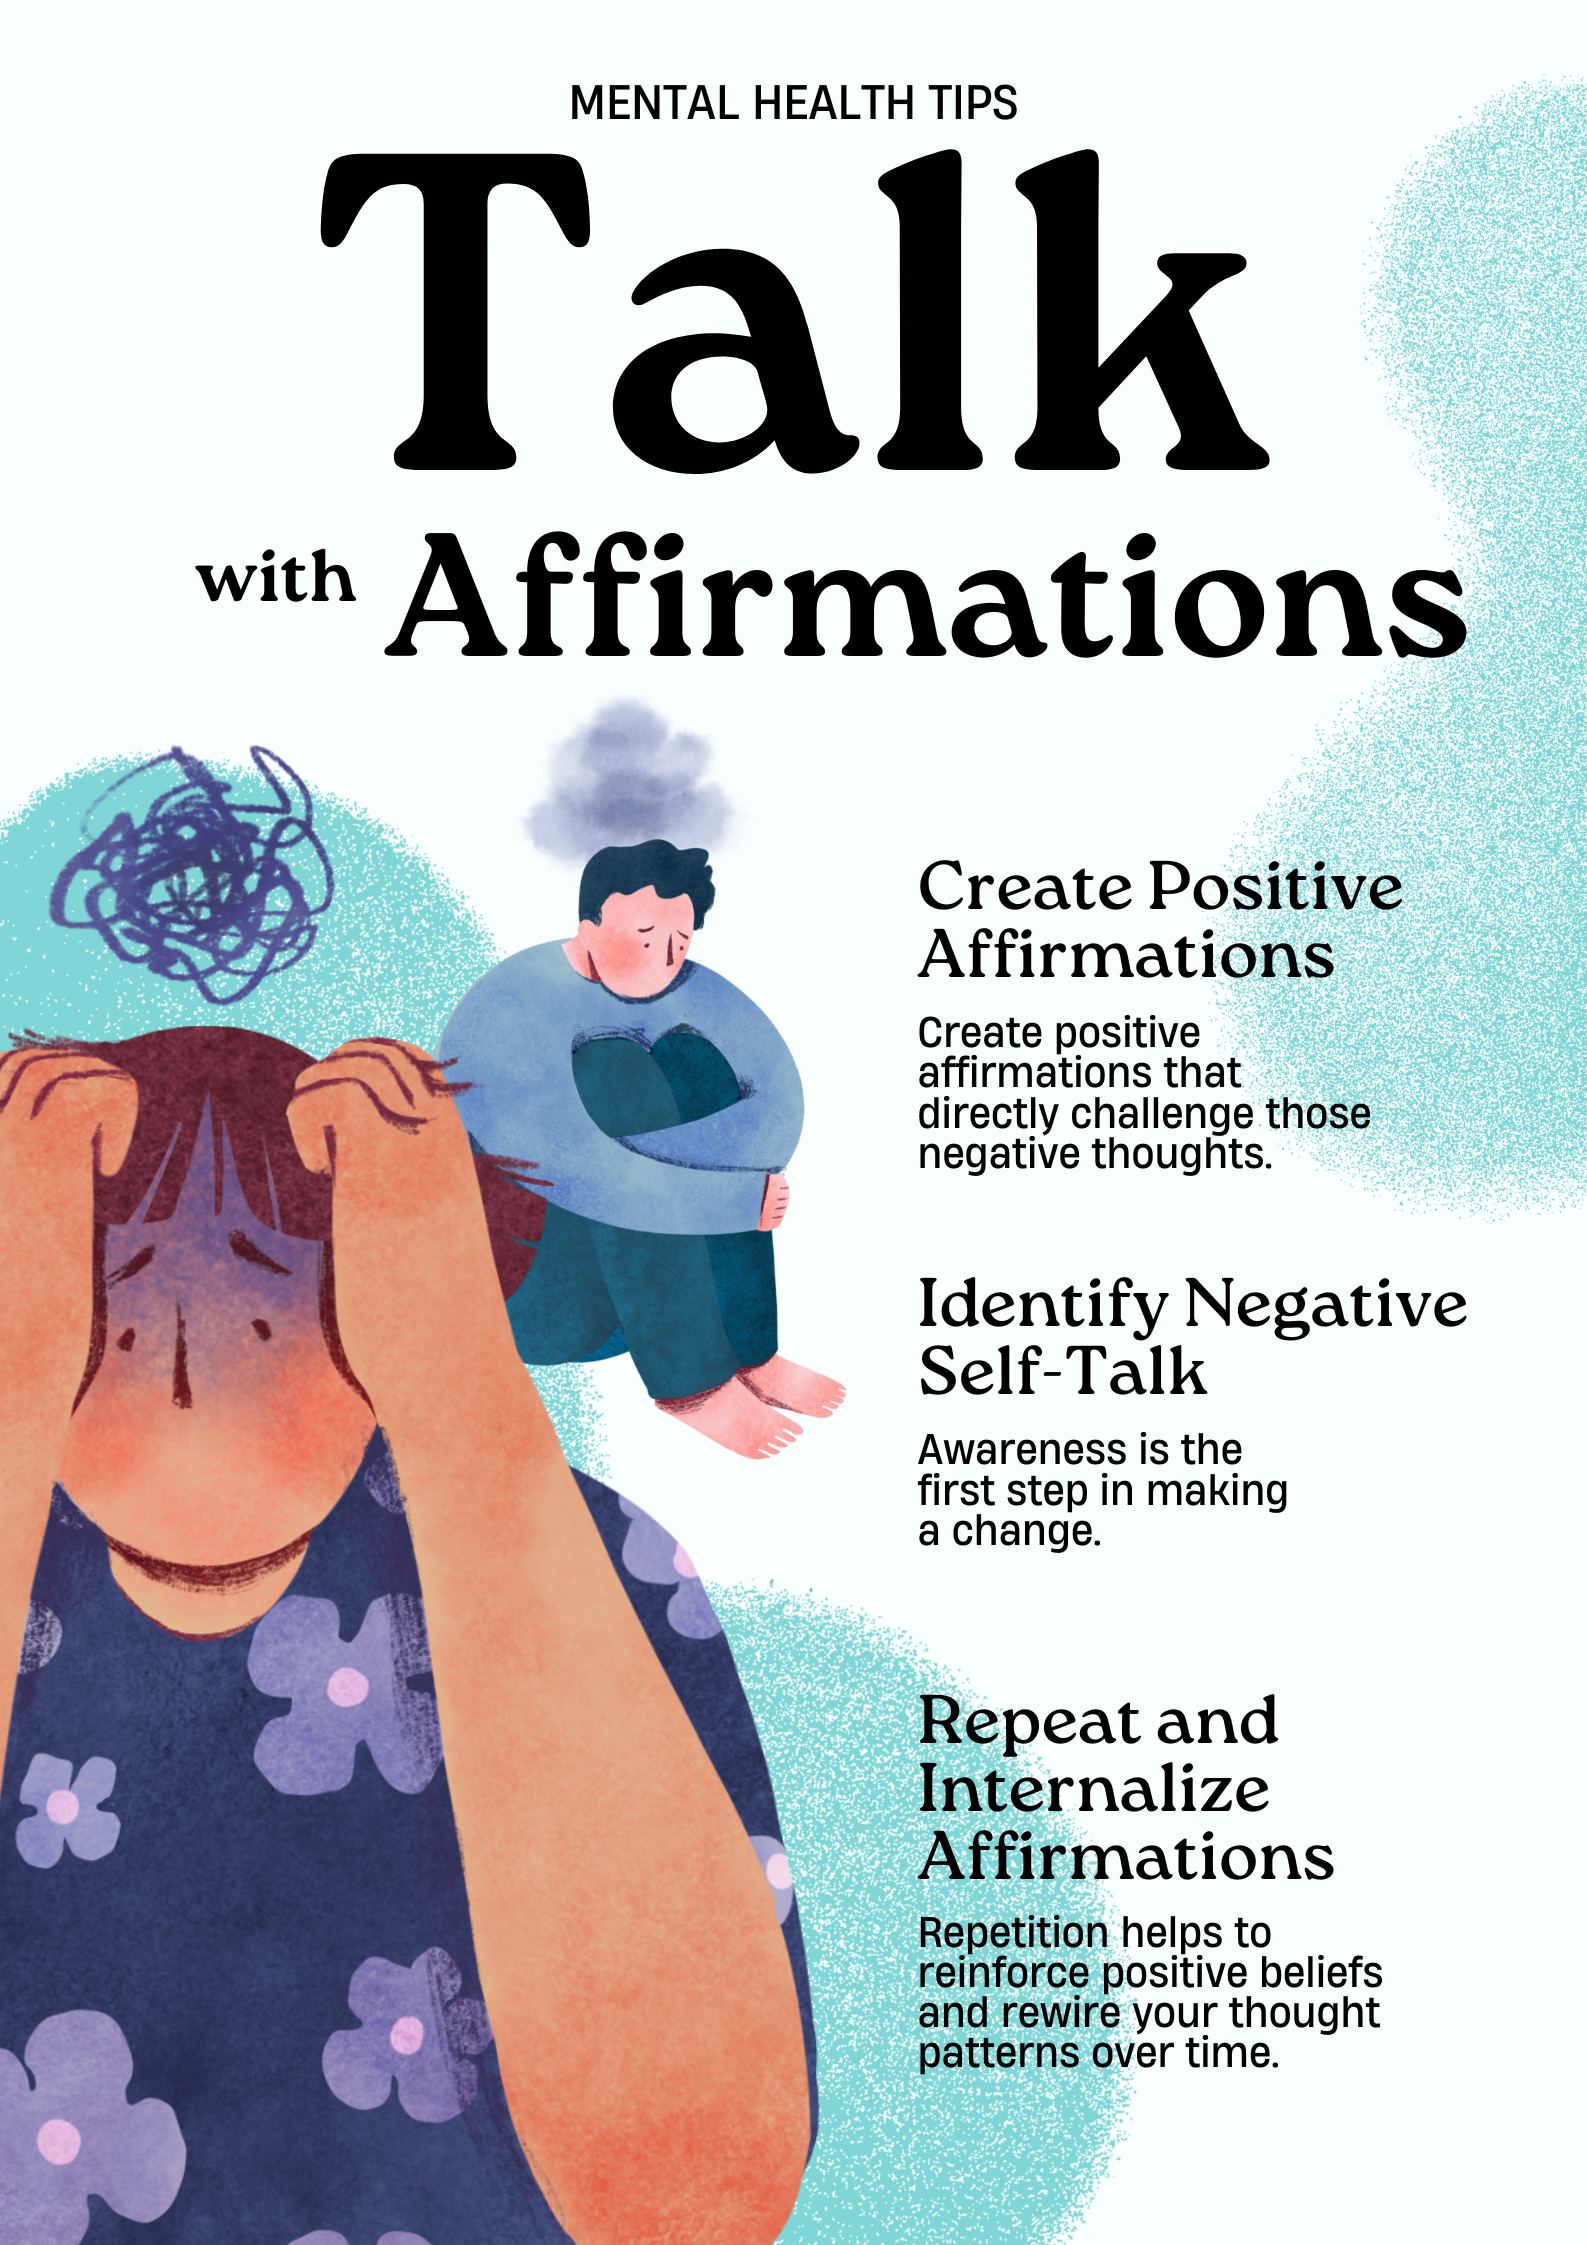 MENTAL HEALTH TIPS
Talk
with Affirmations
Create Positive
Affirmations
Create positive
affirmations that
directly challenge those
negative thoughts.
Identify Negative
Self-Talk
Awareness is the
first step in making
a change.
Repeat and
Internalize
Affirmations
Repetition helps to
reinforce positive beliefs
and rewire your thought
patterns over time.